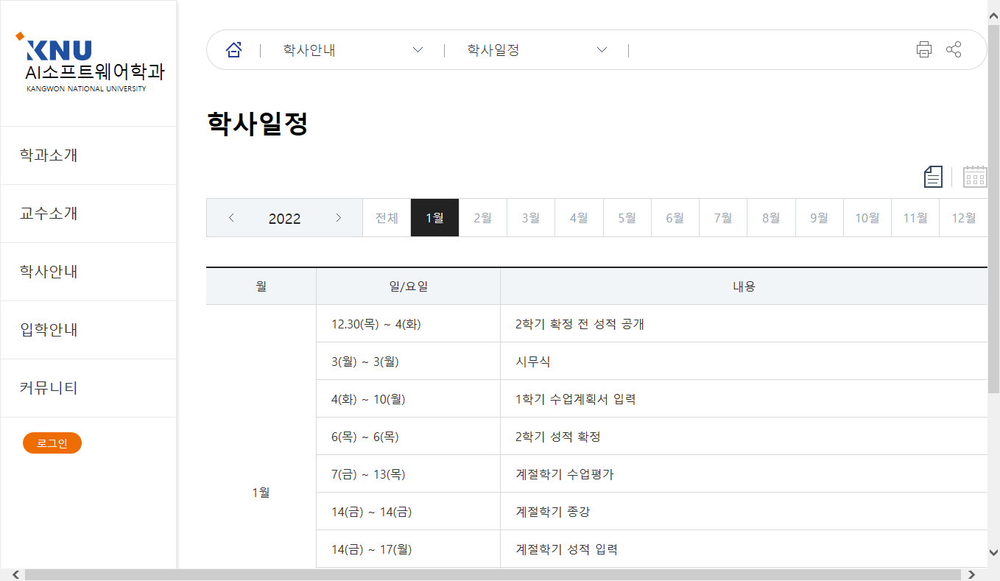 KNU
AI소프트웨어학과
KANGWON NATIONAL UNIVERSITY
학과소개
교수소개
학사안내
입학안내
커뮤니티
로그인
학사안내 학사일정
학사일정
2022 전체 1월 2월 3월 4월 5월 6월 7월 8월 9월 10월 11월 12월
월 일/요일 내용
1월
12.30(목) ~ 4(화) 2학기 확정 전 성적 공개
3(월) ~ 3(월) 시무식
4(화) ~ 10(월) 1학기 수업계획서 입력
6(목) ~ 6(목) 2학기 성적 확정
7(금) ~ 13(목) 계절학기 수업평가
14(금) ~ 14(금) 계절학기 종강
14(금) ~ 17(월) 계절학기 성적 입력